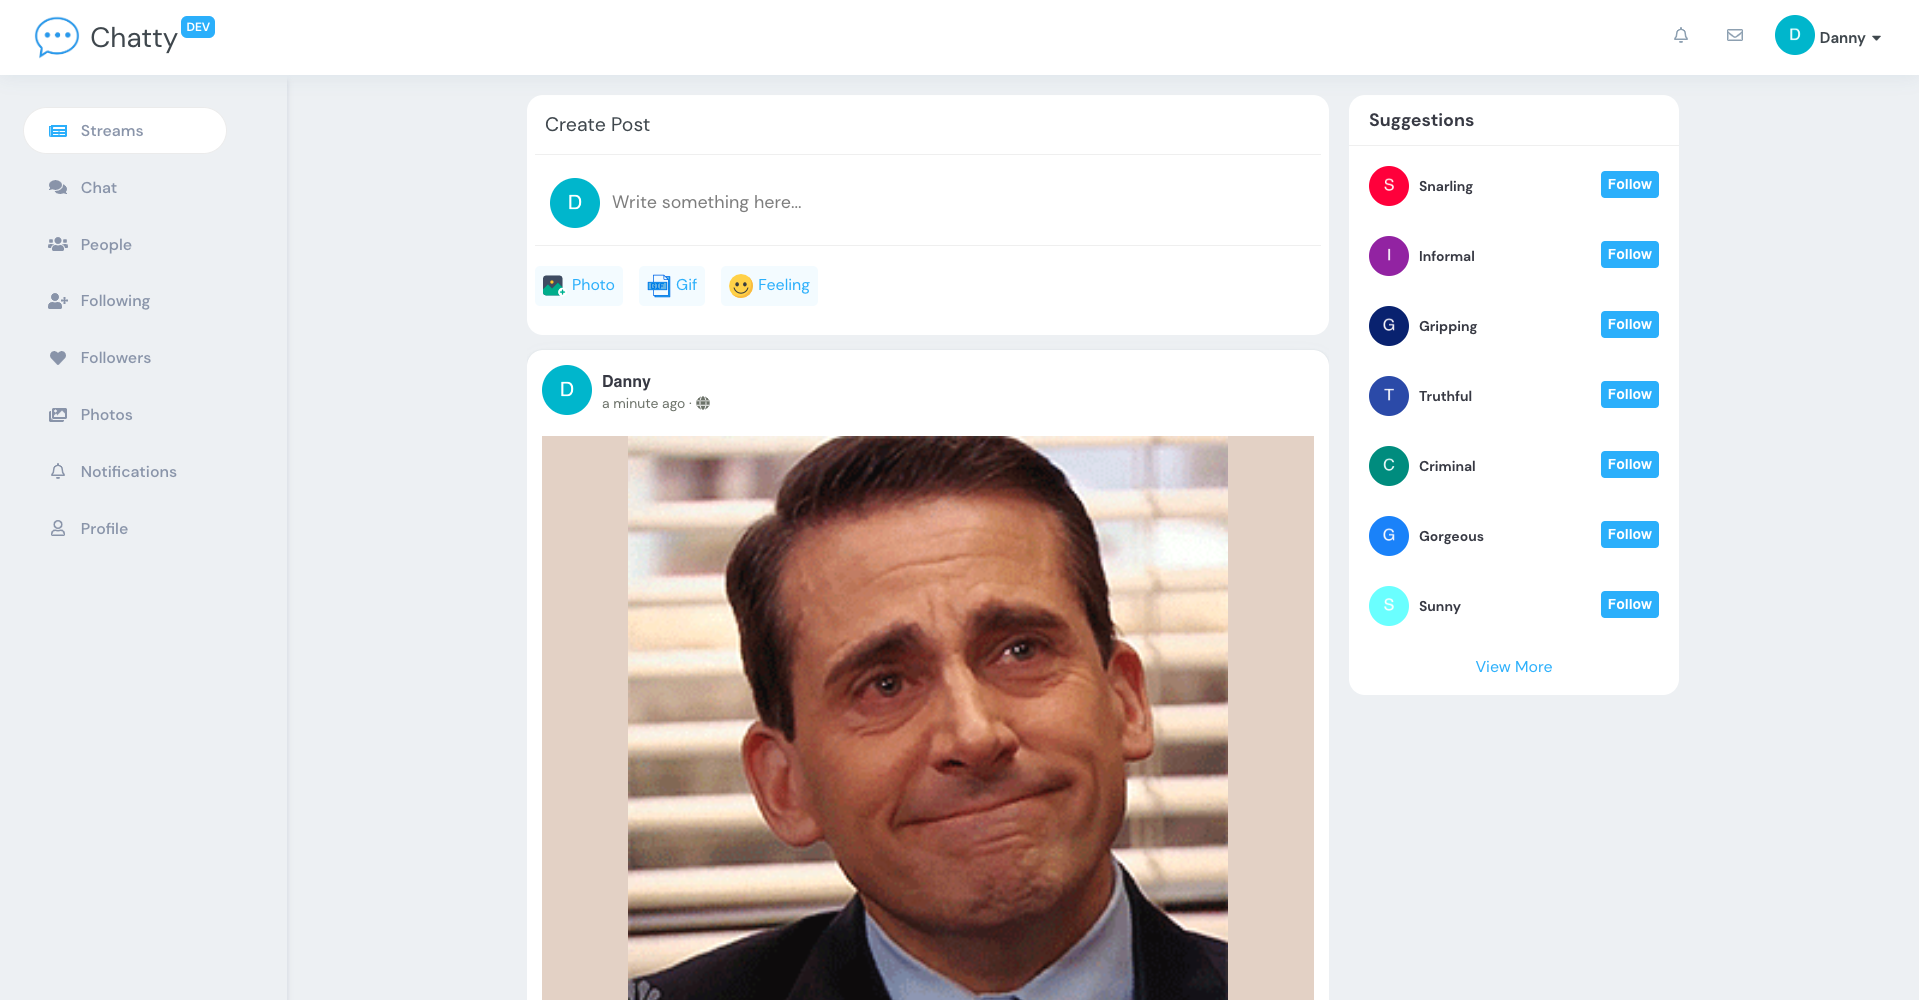 Chatty DEV
D Danny
Streams
Chat
People
Following
Followers
Photos
Notifications
Profile
Create Post
D Write something here...
Photo Gif Feeling
D Danny
a minute ago ·
Suggestions
S Snarling Follow
I Informal Follow
G Gripping Follow
T Truthful Follow
C Criminal Follow
G Gorgeous Follow
S Sunny Follow
View More